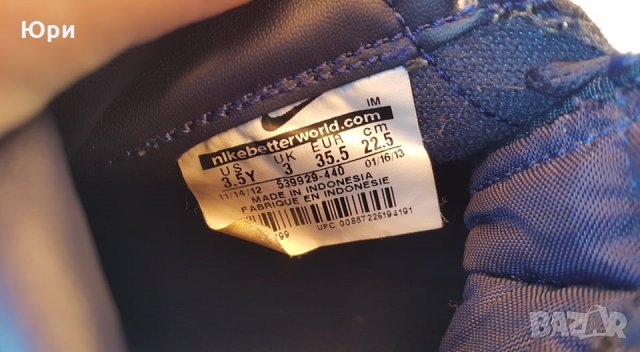 Юри
IM
nikebetterworld.com
US UK EUR cm
3.5Y 3 35.5 22.5
11/14/12 539929-440 01/16/13
MADE IN INDONESIA
FABRIQUE EN INDONESIE
UPC 00887226194191
BAZAR